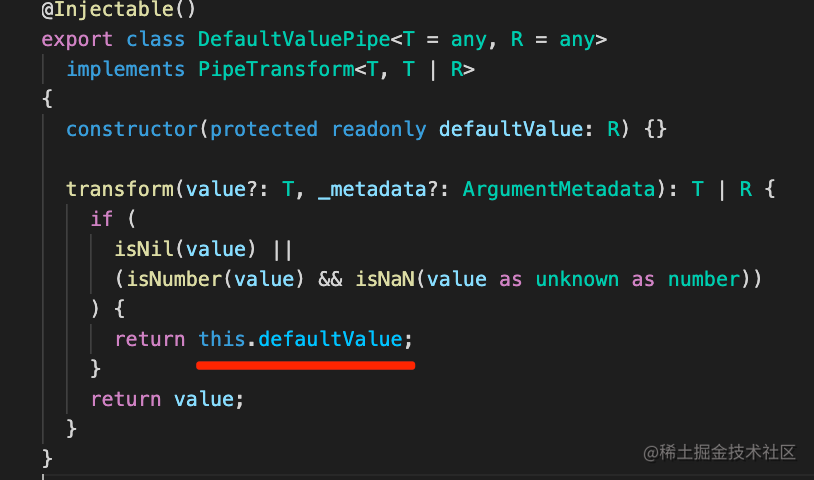 @Injectable()
export class DefaultValuePipe<T = any, R = any>
  implements PipeTransform<T, T | R>
{
  constructor(protected readonly defaultValue: R) {}

  transform(value?: T, _metadata?: ArgumentMetadata): T | R {
    if (
      isNil(value) ||
      (isNumber(value) && isNaN(value as unknown as number))
    ) {
      return this.defaultValue;
    }
    return value;
  }
}
@稀土掘金技术社区